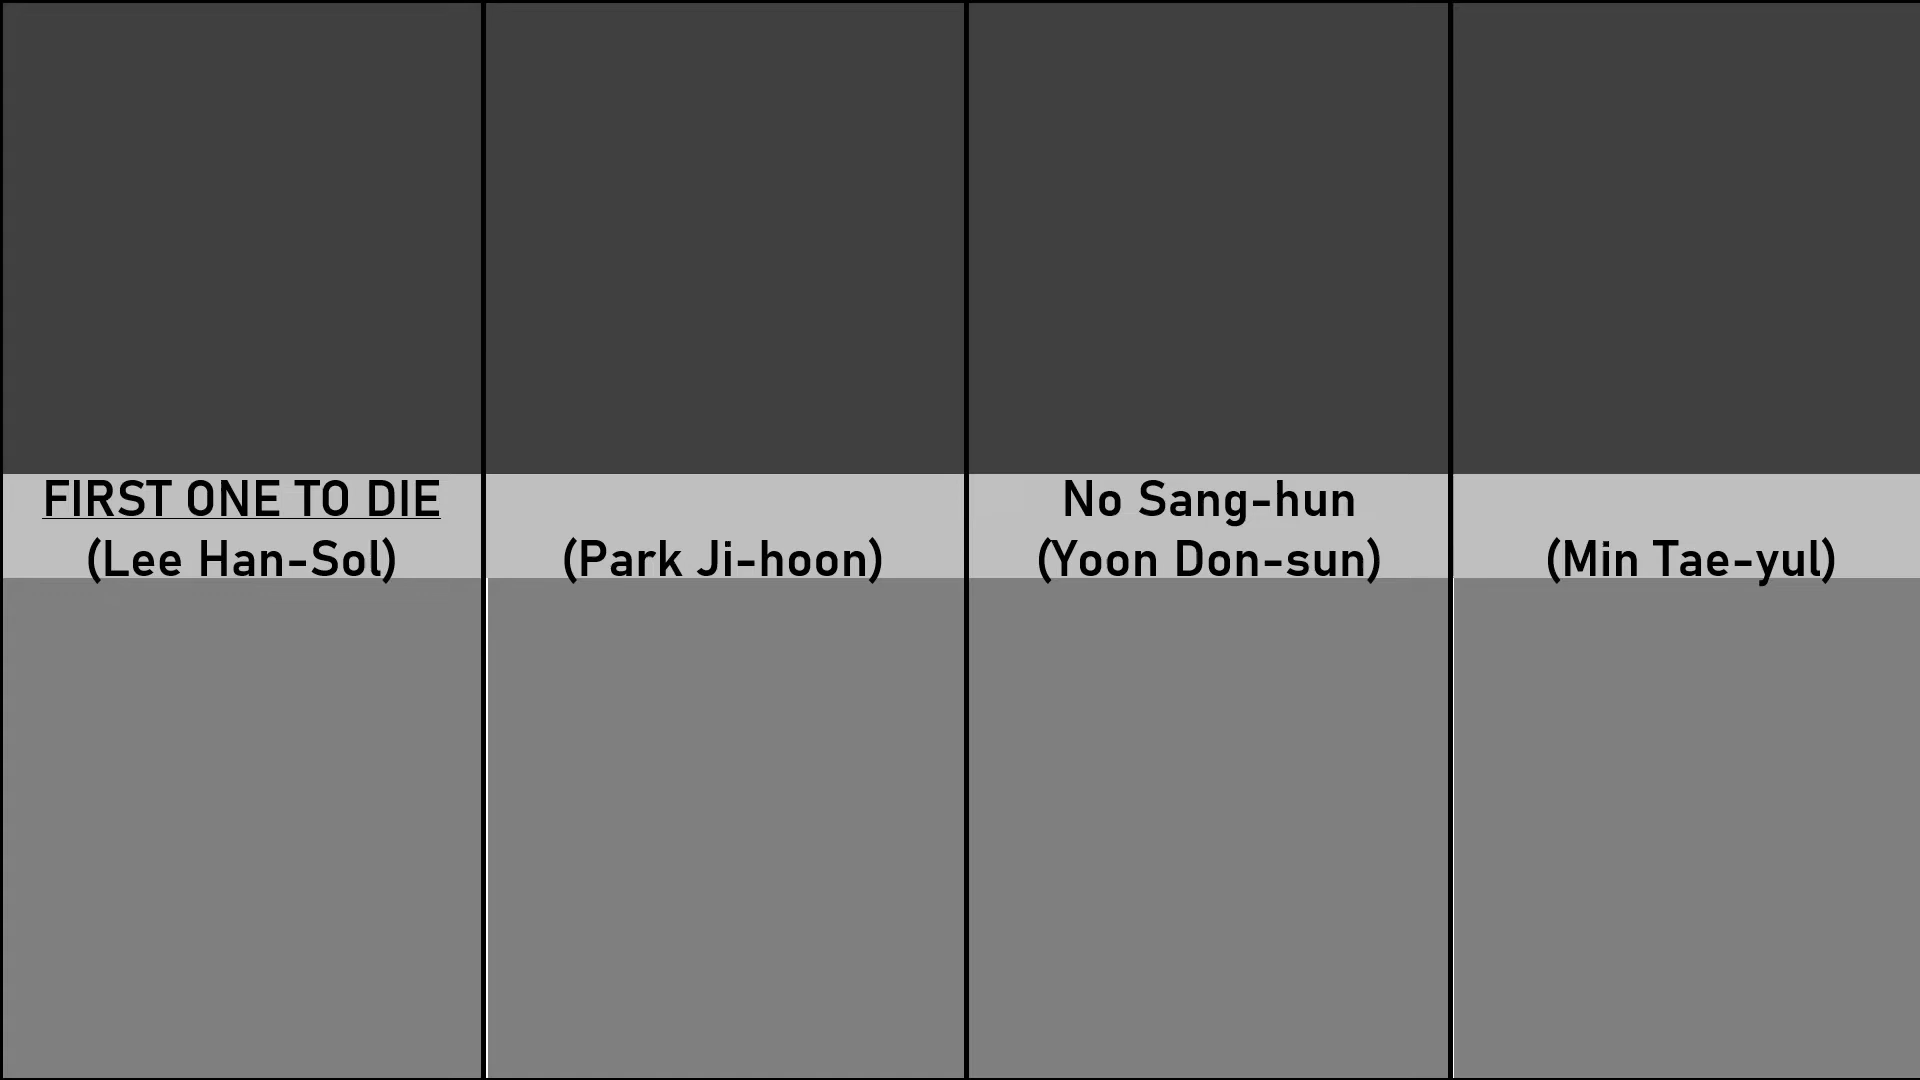 FIRST ONE TO DIE
(Lee Han-Sol)
(Park Ji-hoon)
No Sang-hun
(Yoon Don-sun)
(Min Tae-yul)